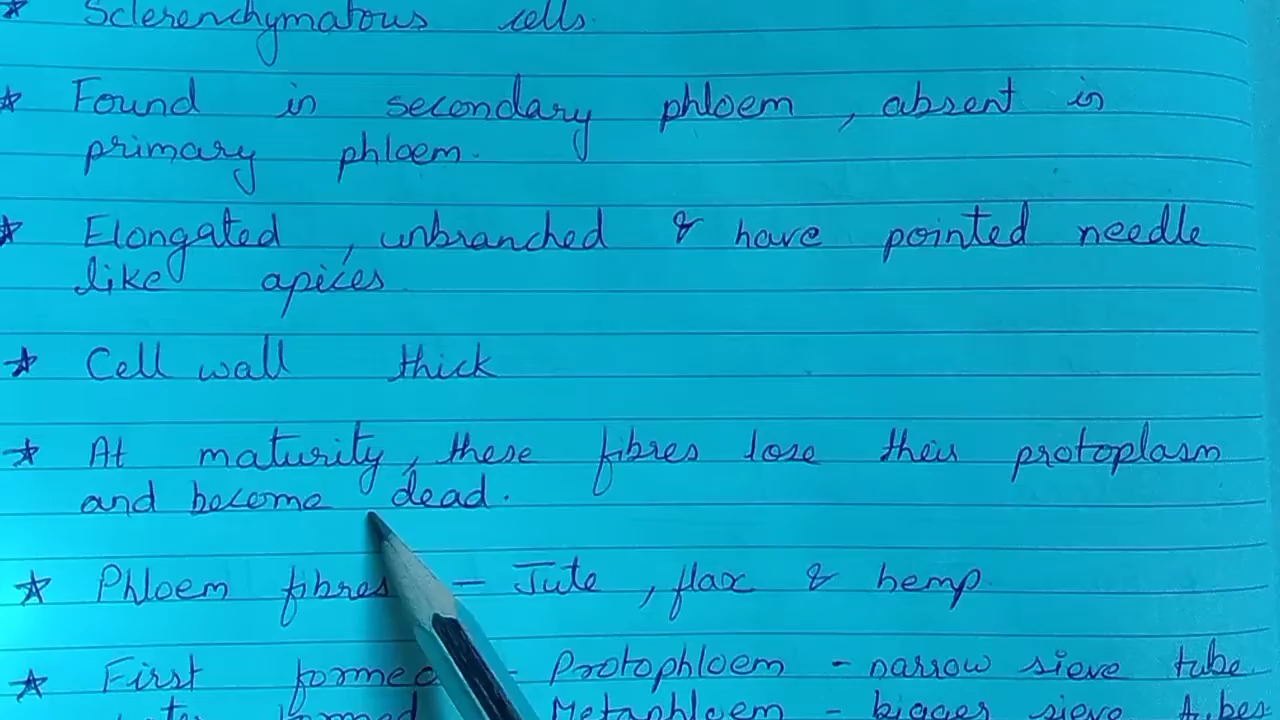 * Sclerenchymatous cells.
* Found in secondary phloem, absent in
primary phloem.
* Elongated, unbranched & have pointed needle
like apices
* Cell wall thick
* At maturity, these fibres lose their protoplasm
and become dead.
* Phloem fibres - Jute, flax & hemp.
* First formed - Protophloem - narrow sieve tube
formed Metaphloem - bigger sieve tubes